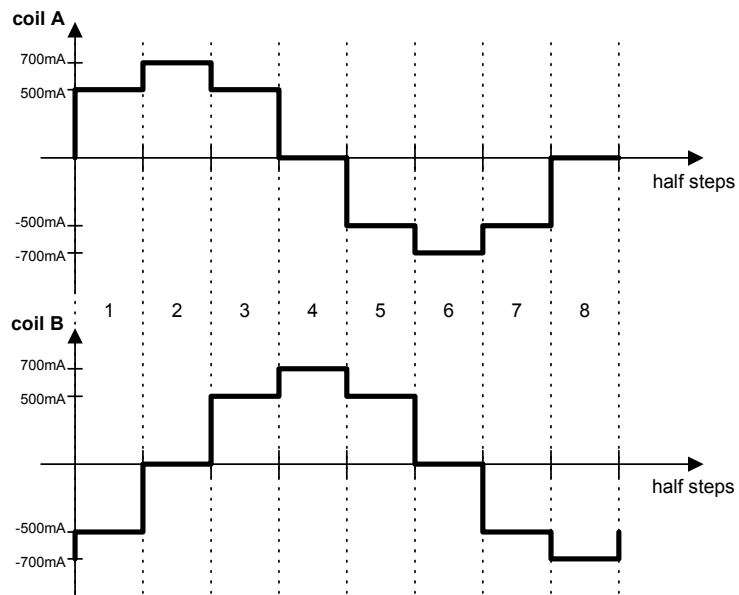 coil A
700mA
500mA
half steps
-500mA
-700mA
1 2 3 4 5 6 7 8
coil B
700mA
500mA
half steps
-500mA
-700mA